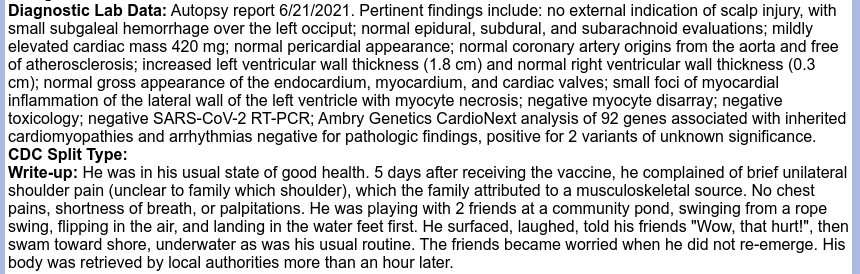 Diagnostic Lab Data: Autopsy report 6/21/2021. Pertinent findings include: no external indication of scalp injury, with
small subgaleal hemorrhage over the left occiput; normal epidural, subdural, and subarachnoid evaluations; mildly
elevated cardiac mass 420 mg; normal pericardial appearance; normal coronary artery origins from the aorta and free
of atherosclerosis; increased left ventricular wall thickness (1.8 cm) and normal right ventricular wall thickness (0.3
cm); normal gross appearance of the endocardium, myocardium, and cardiac valves; small foci of myocardial
inflammation of the lateral wall of the left ventricle with myocyte necrosis; negative myocyte disarray; negative
toxicology; negative SARS-CoV-2 RT-PCR; Ambry Genetics CardioNext analysis of 92 genes associated with inherited
cardiomyopathies and arrhythmias negative for pathologic findings, positive for 2 variants of unknown significance.
CDC Split Type:
Write-up: He was in his usual state of good health. 5 days after receiving the vaccine, he complained of brief unilateral
shoulder pain (unclear to family which shoulder), which the family attributed to a musculoskeletal source. No chest
pains, shortness of breath, or palpitations. He was playing with 2 friends at a community pond, swinging from a rope
swing, flipping in the air, and landing in the water feet first. He surfaced, laughed, told his friends "Wow, that hurt!", then
swam toward shore, underwater as was his usual routine. The friends became worried when he did not re-emerge. His
body was retrieved by local authorities more than an hour later.